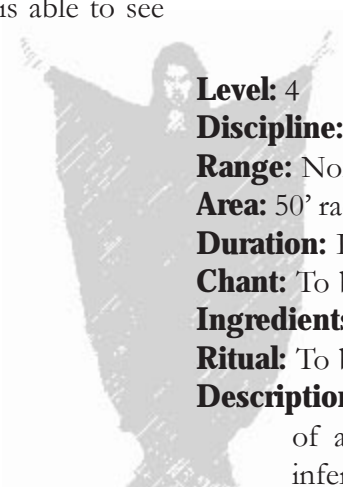 is able to see
Level: 4
Discipline:
Range: No
Area: 50' ra
Duration:
Chant: To b
Ingredients
Ritual: To b
Description
of a
infer